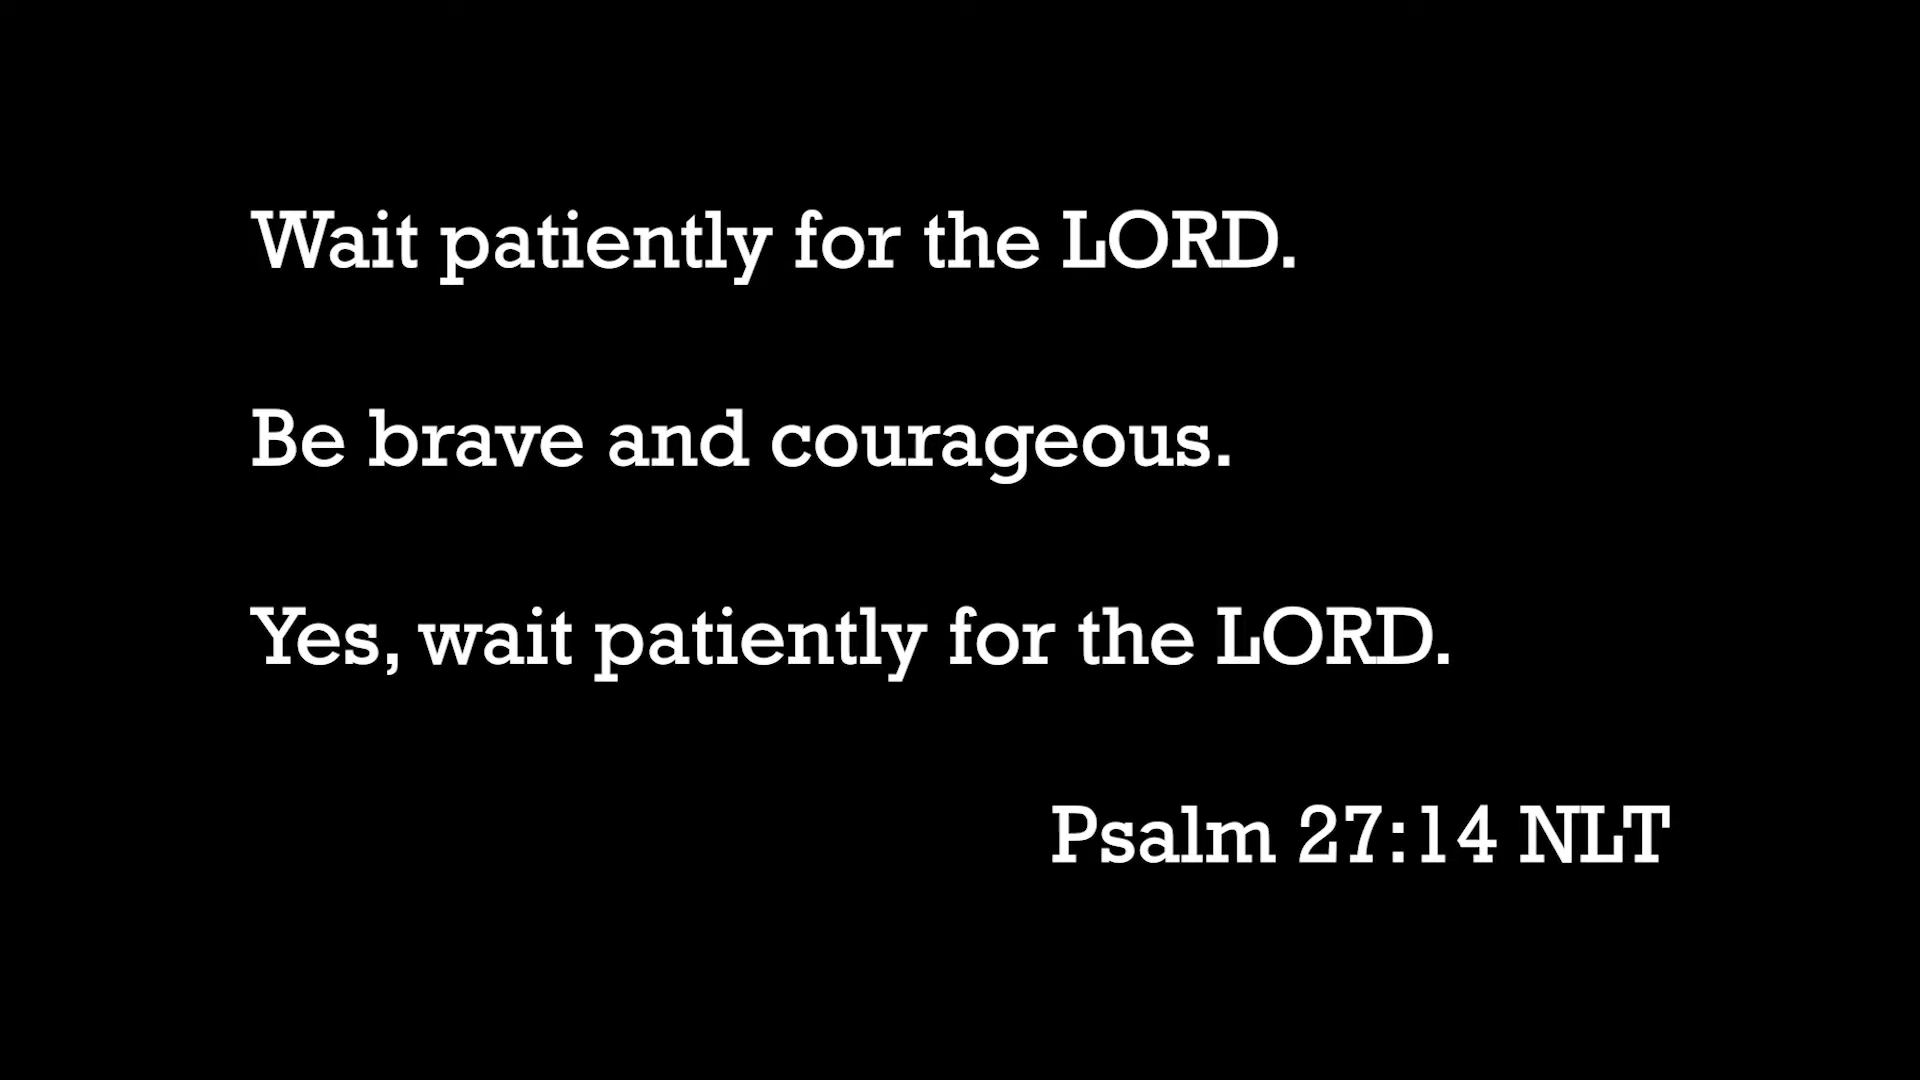 Wait patiently for the LORD.
Be brave and courageous.
Yes, wait patiently for the LORD.
Psalm 27:14 NLT